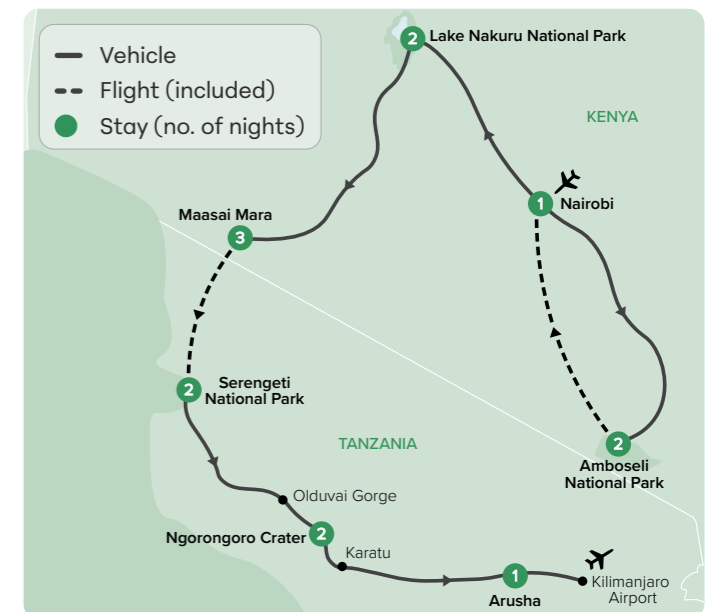 Vehicle
Flight (included)
Stay (no. of nights)
2
Lake Nakuru National Park
KENYA
1
Nairobi
Maasai Mara
3
2
Serengeti
National Park
TANZANIA
2
Amboseli
National Park
Olduvai Gorge
Ngorongoro Crater
2
Karatu
1
Arusha
Kilimanjaro
Airport